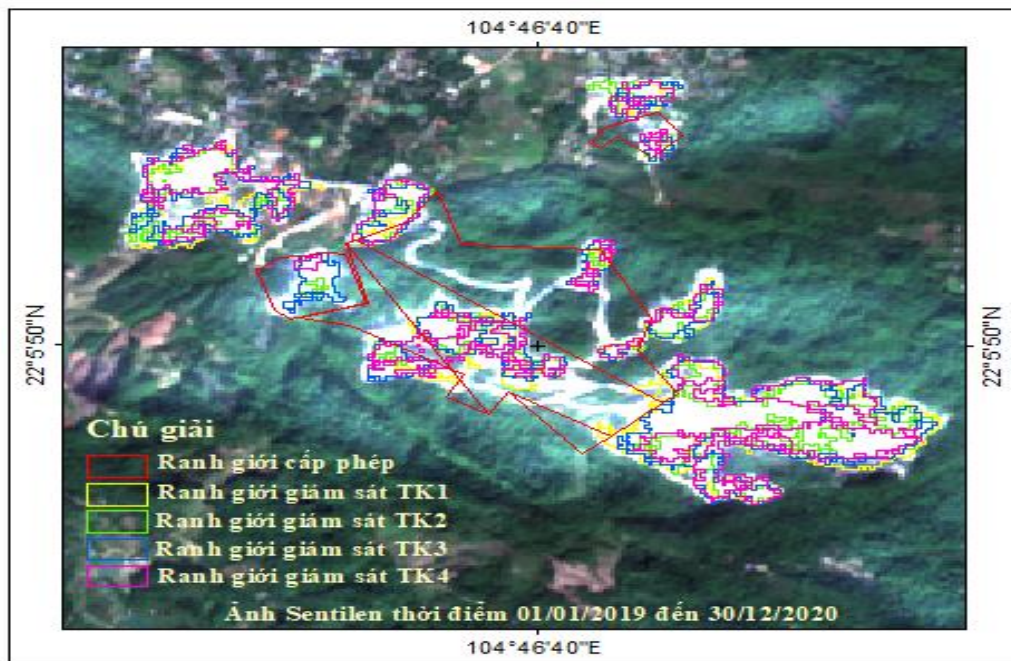 104°46'40"E
22°5'50"N
22°5'50"N
Chú giải
Ranh giới cấp phép
Ranh giới giám sát TK1
Ranh giới giám sát TK2
Ranh giới giám sát TK3
Ranh giới giám sát TK4
Ảnh Sentilen thời điểm 01/01/2019 đến 30/12/2020
104°46'40"E